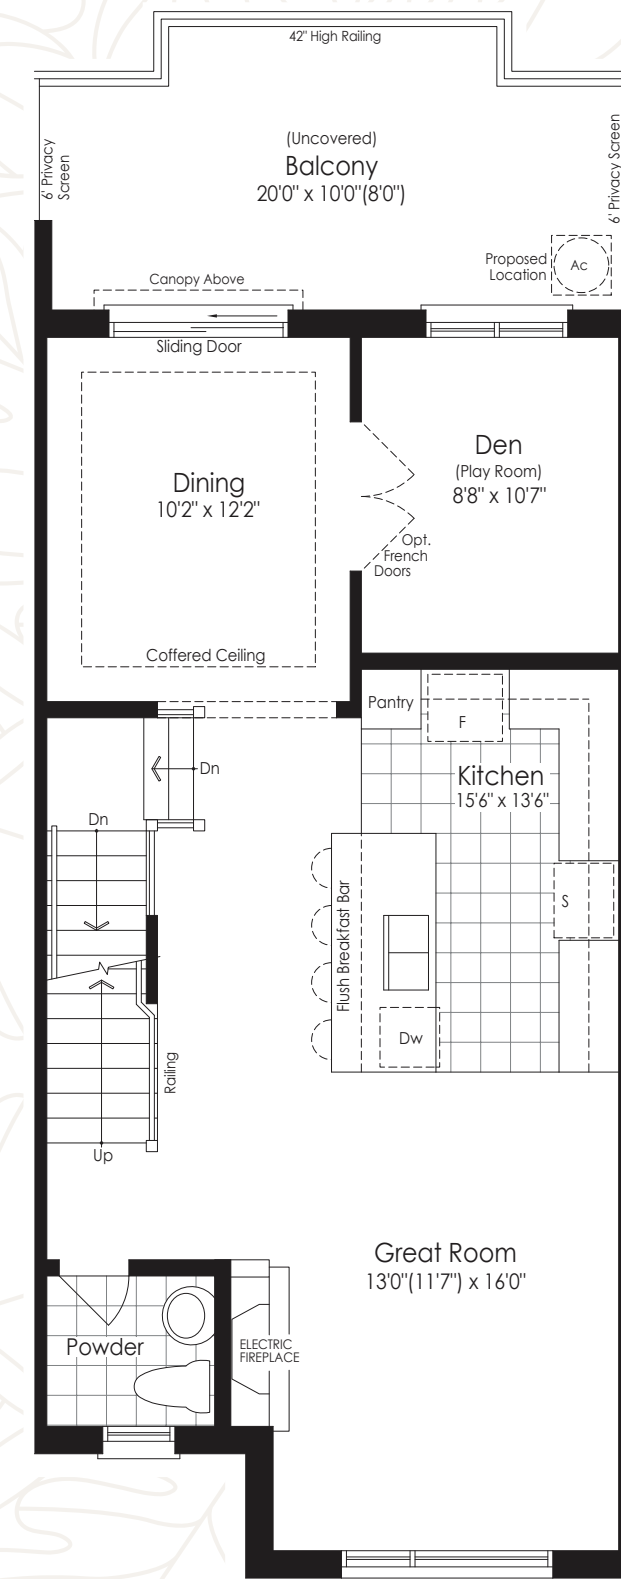 42" High Railing
(Uncovered)
Balcony
20'0" x 10'0"(8'0")
6' Privacy
Screen
6' Privacy Screen
Proposed
Location
Ac
Canopy Above
Sliding Door
Dining
10'2" x 12'2"
Coffered Ceiling
Den
(Play Room)
8'8" x 10'7"
Opt.
French
Doors
Pantry
F
Kitchen
15'6" x 13'6"
S
Flush Breakfast Bar
Dw
Dn
Dn
Railing
Up
Great Room
13'0"(11'7") x 16'0"
Powder
ELECTRIC
FIREPLACE